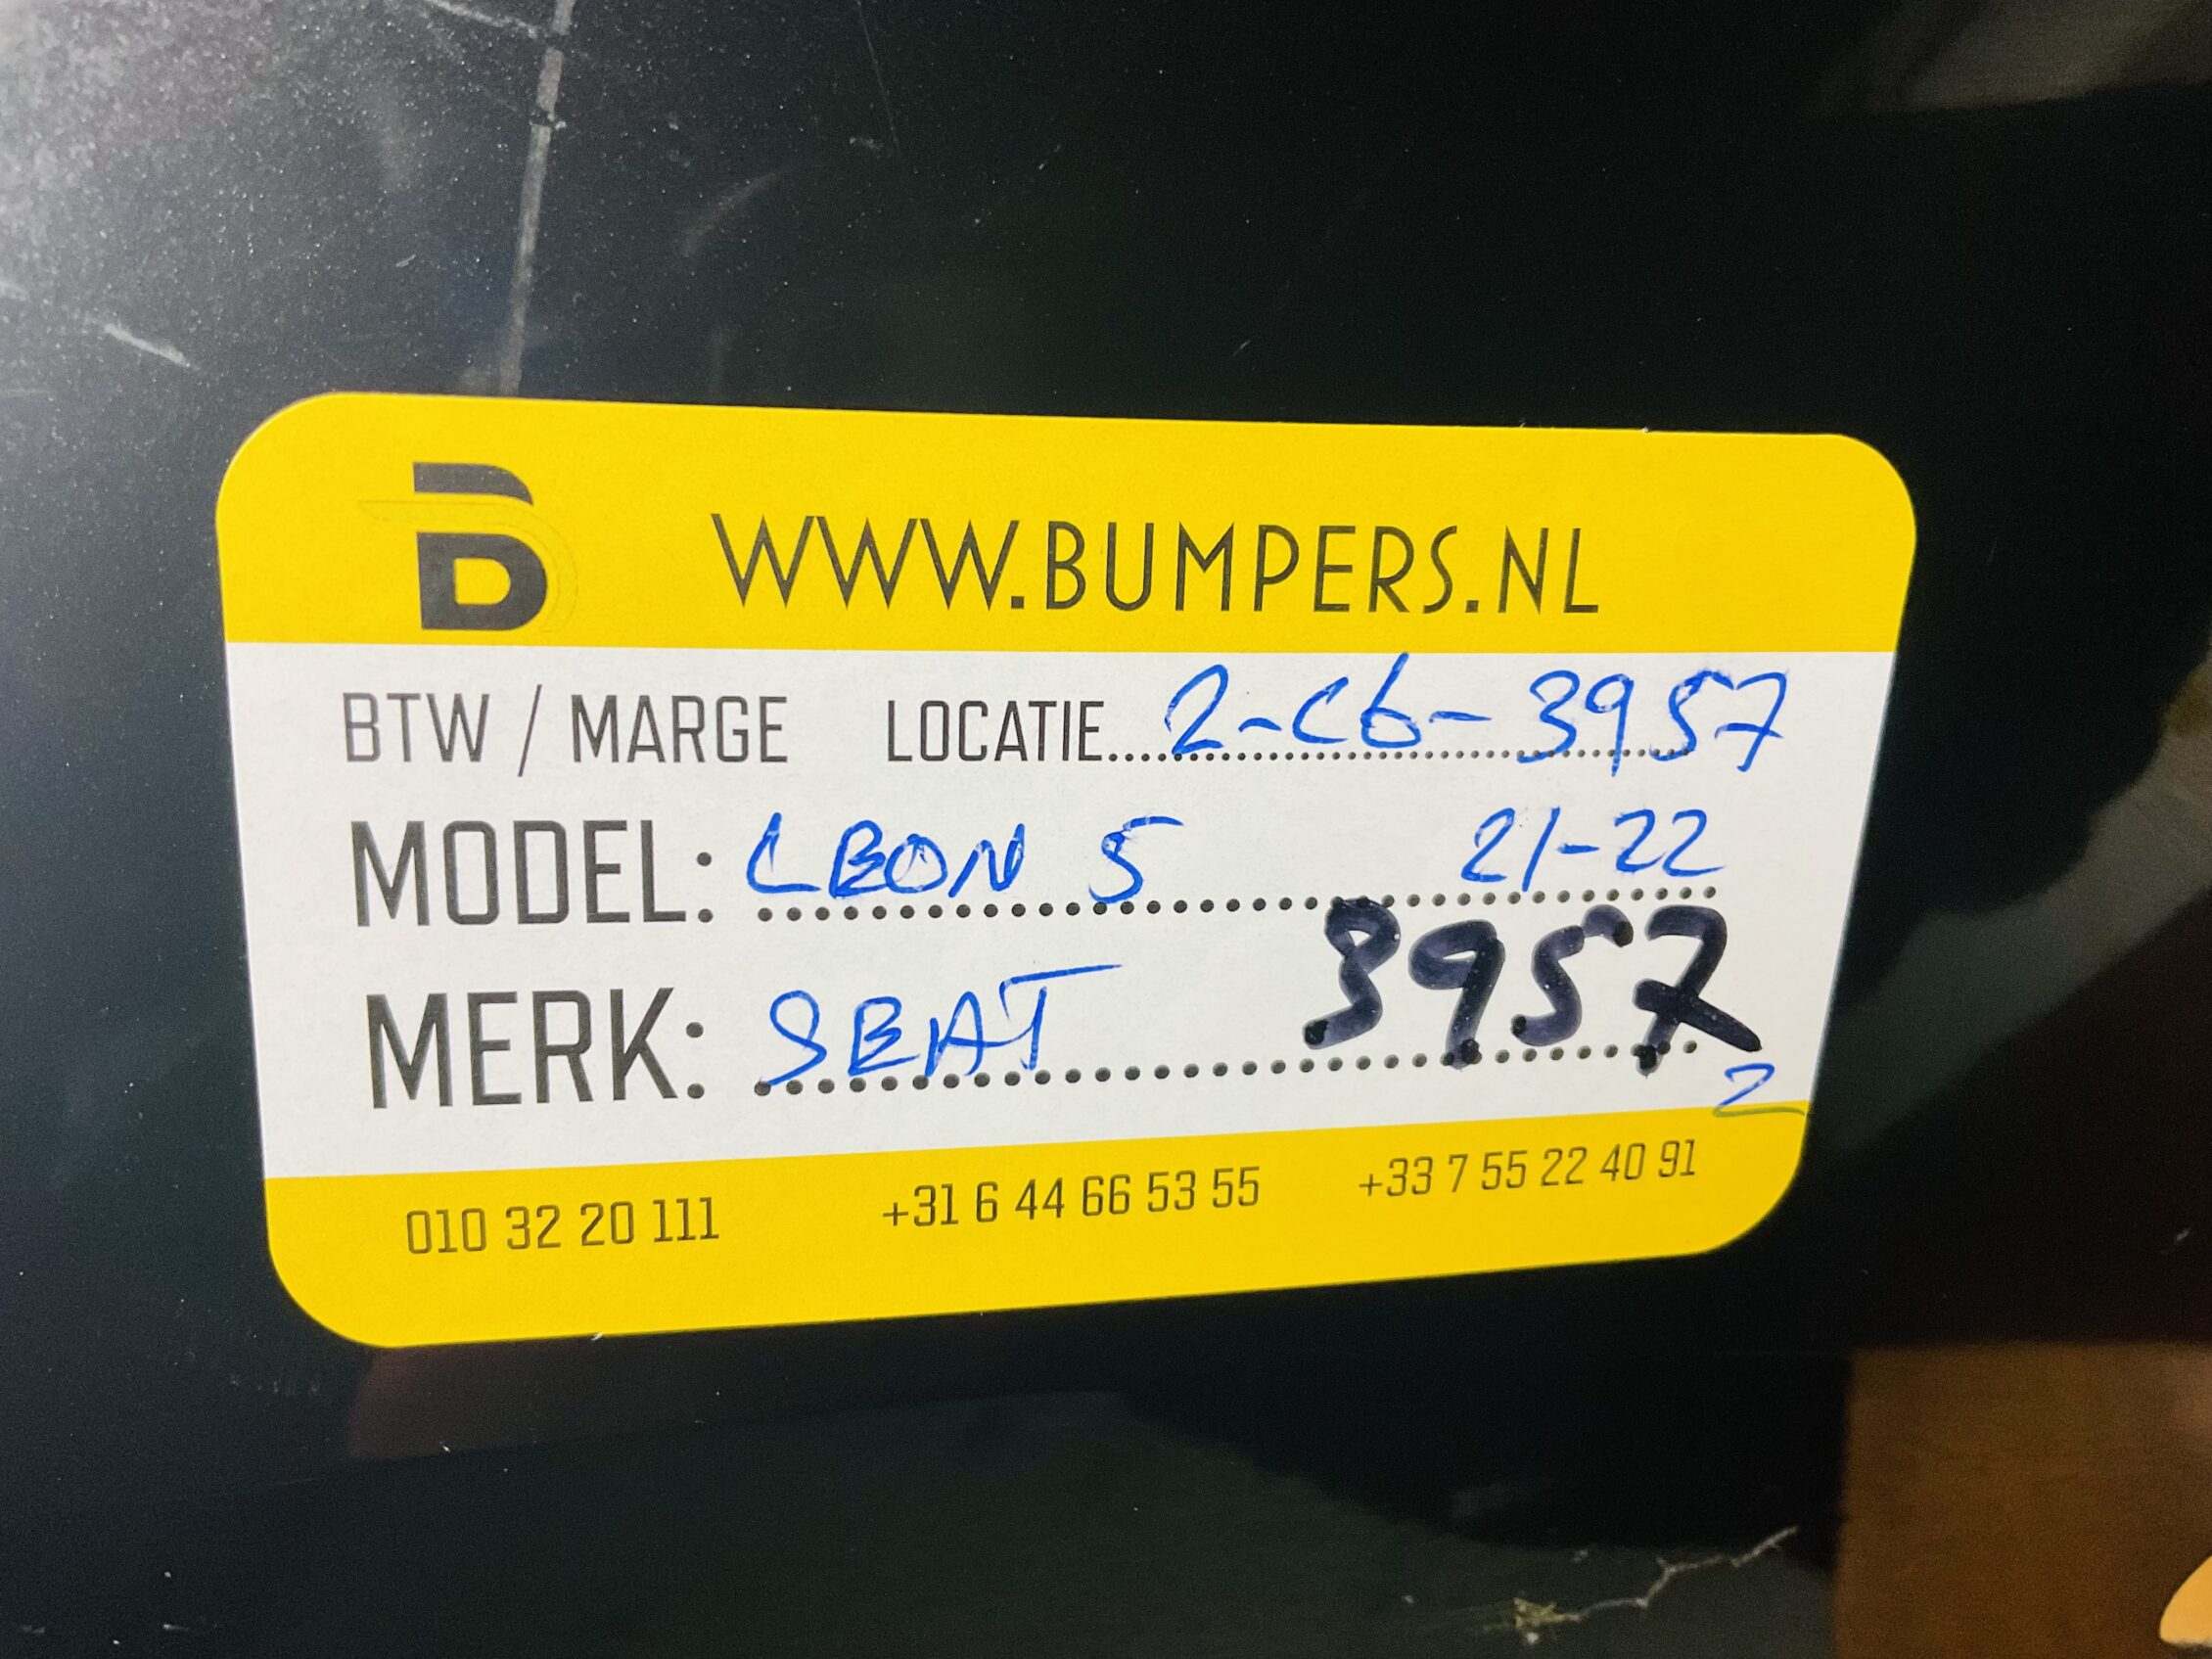 B WWW.BUMPERS.NL
BTW / MARGE LOCATIE 2-C6-3957
MODEL: LEON 5 21-22
MERK: SEAT 3957
2
010 32 20 111 +31 6 44 66 53 55 +33 7 55 22 40 91